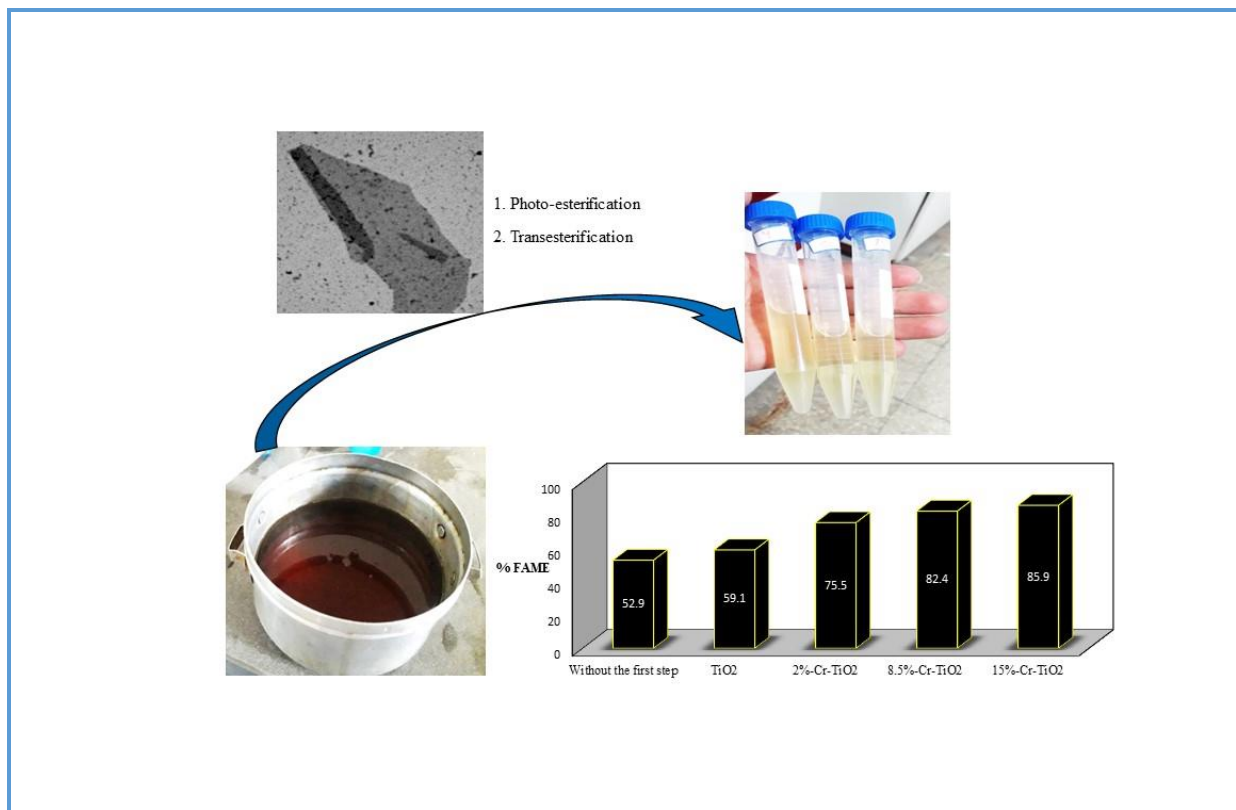 1. Photo-esterification
2. Transesterification
100
80
60
40
20
0
% FAME
52.9
59.1
75.5
82.4
85.9
Without the first step
TiO2
2%-Cr-TiO2
8.5%-Cr-TiO2
15%-Cr-TiO2